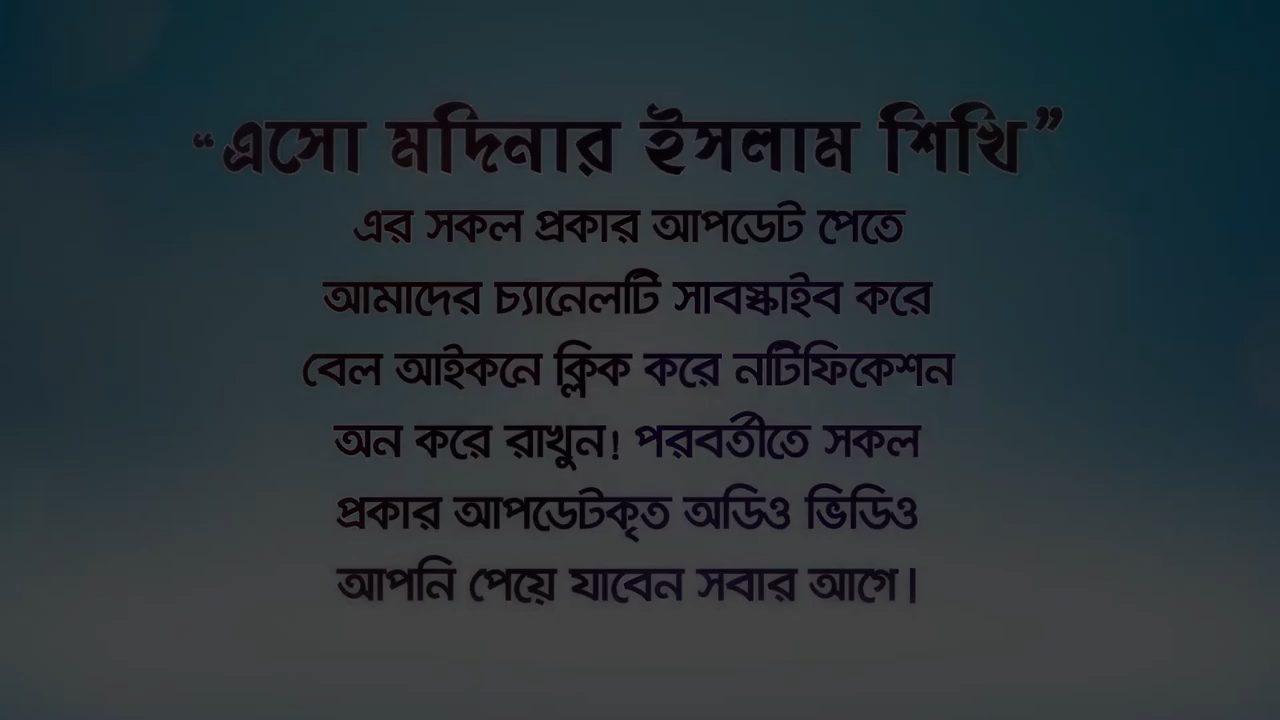 “এসো মদিনার ইসলাম শিখি”
এর সকল প্রকার আপডেট পেতে
আমাদের চ্যানেলটি সাবস্কাইব করে
বেল আইকনে ক্লিক করে নটিফিকেশন
অন করে রাখুন! পরবর্তীতে সকল
প্রকার আপডেটকৃত অডিও ভিডিও
আপনি পেয়ে যাবেন সবার আগে।